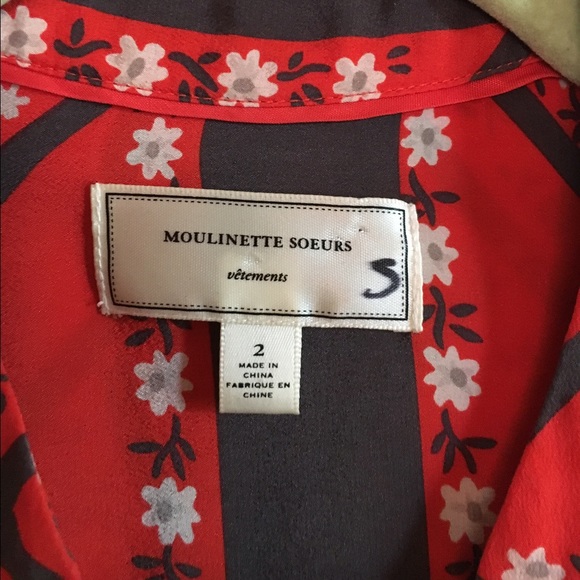 MOULINETTE SOEURS
vêtements
S
2
MADE IN
CHINA
FABRIQUE EN
CHINE